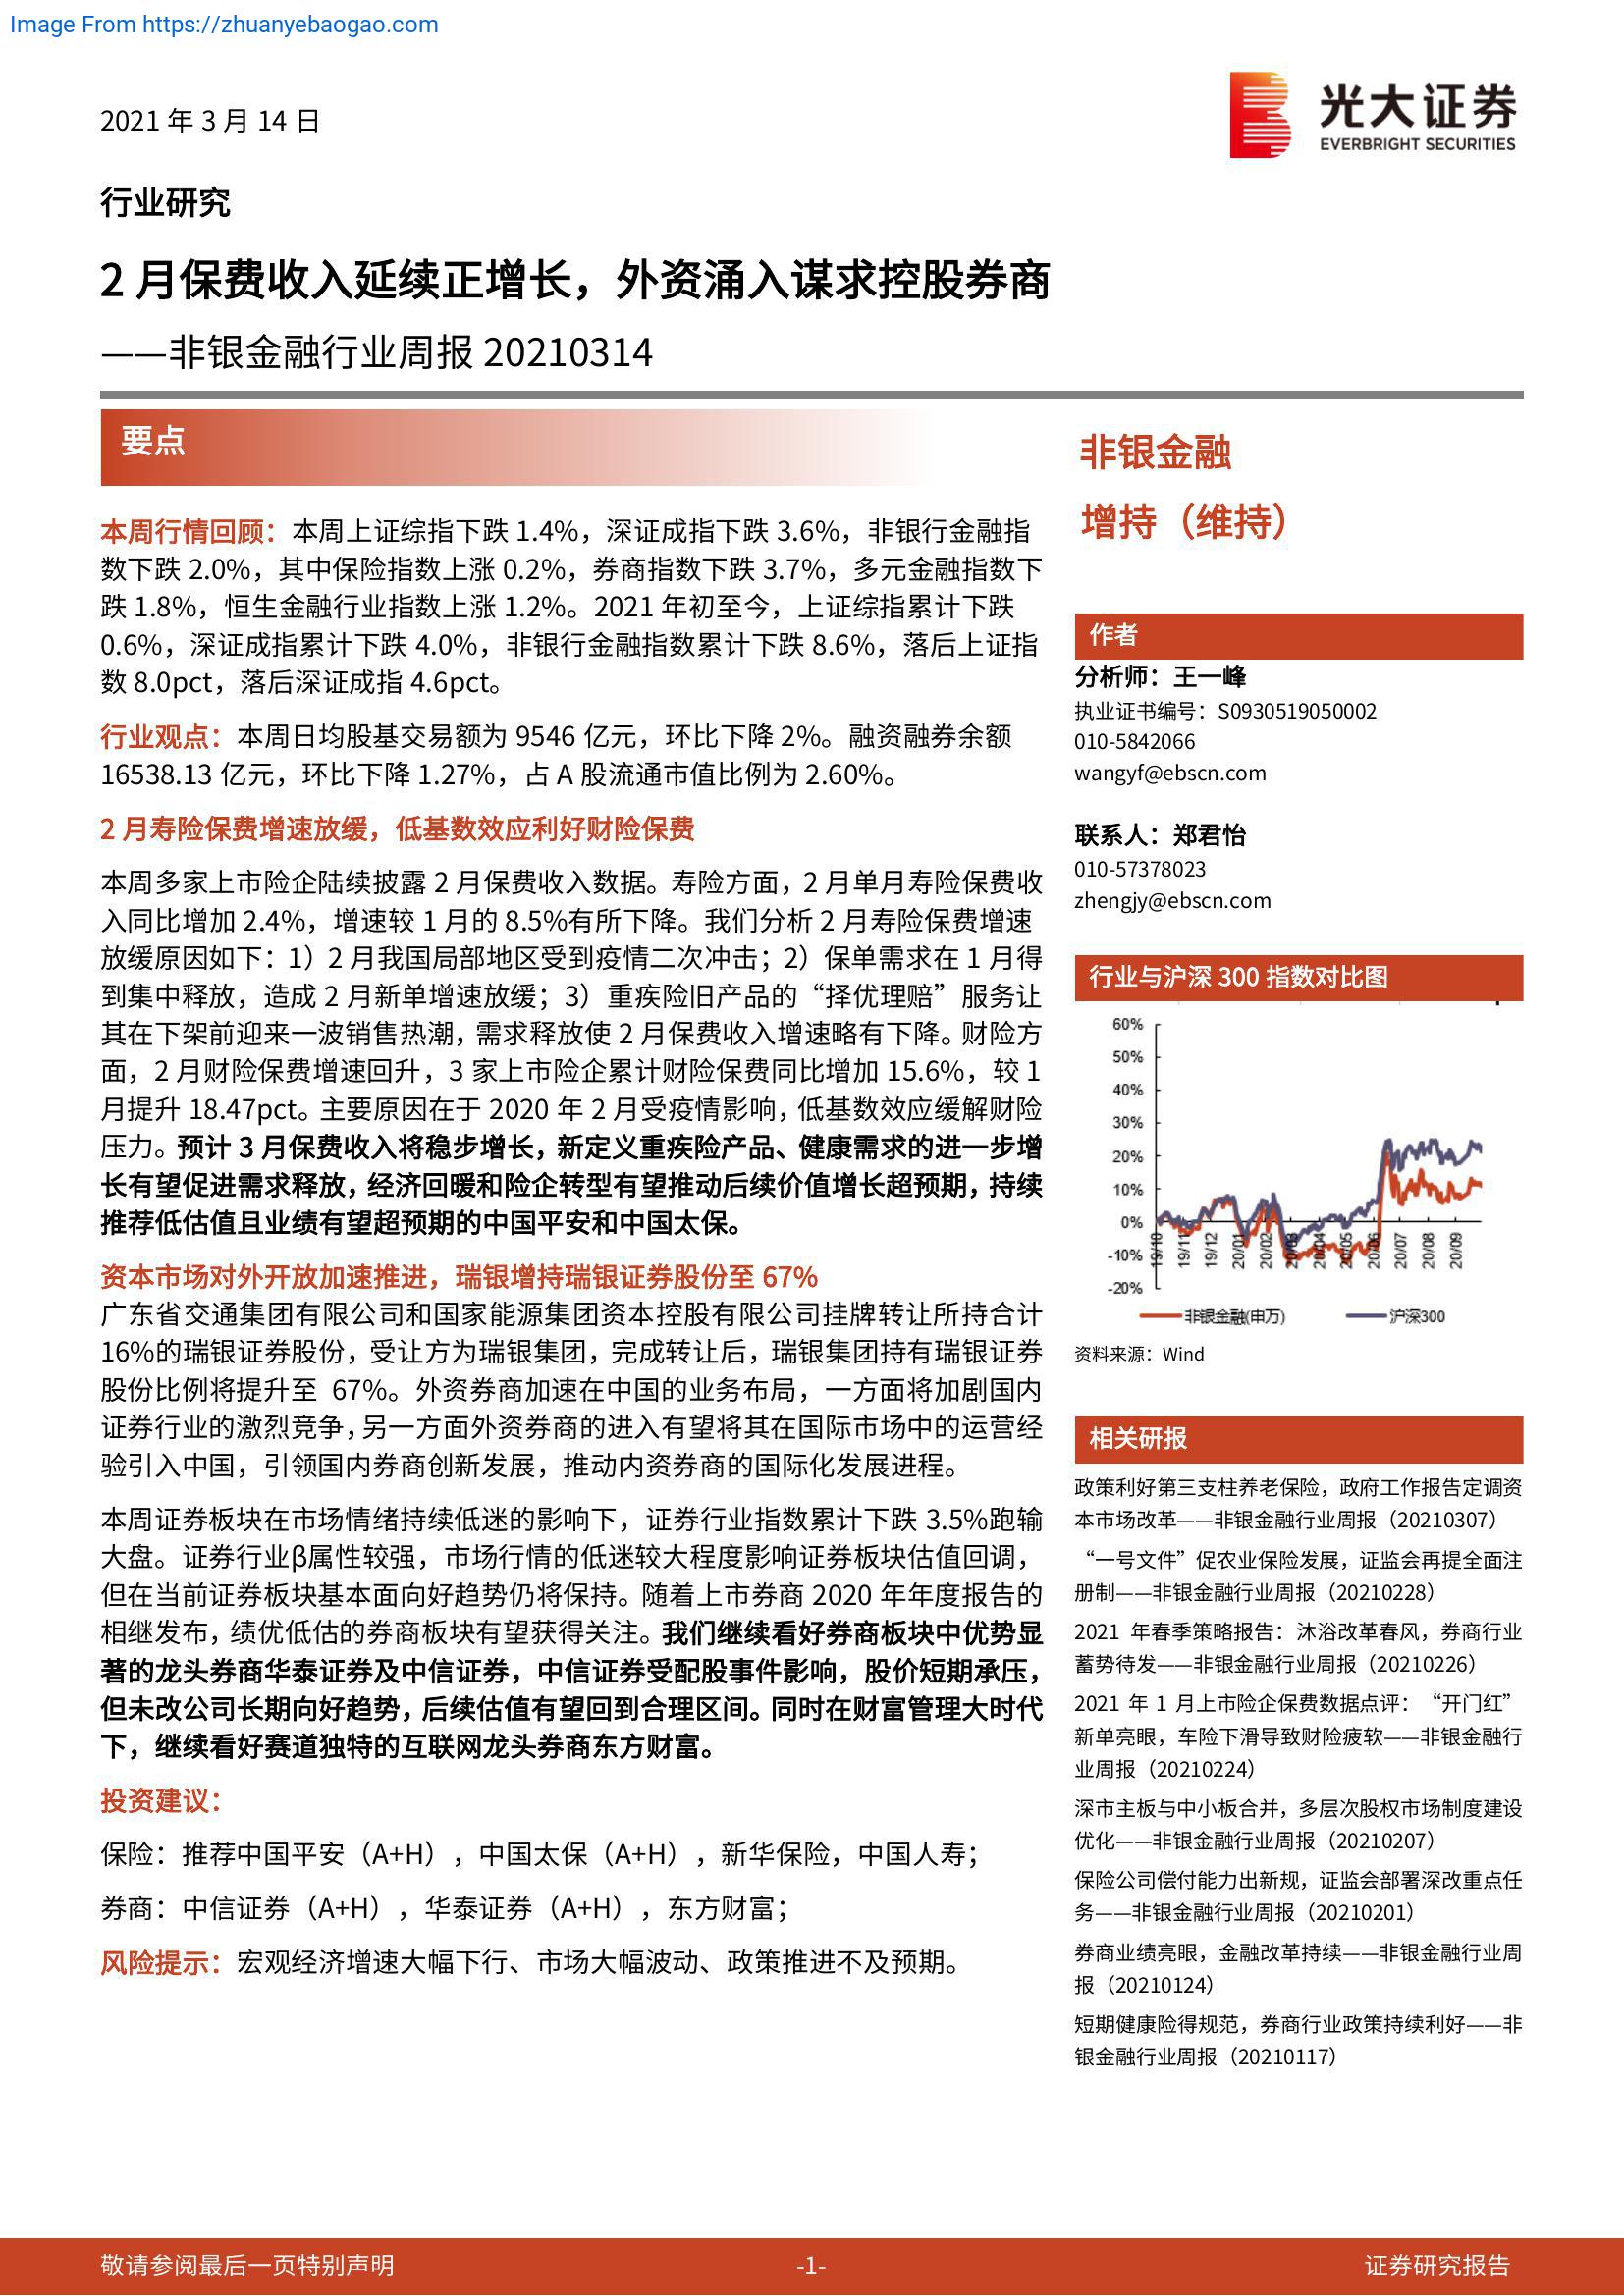 Image From https://zhuanyebaogao.com
2021 年 3 月 14 日
光大证券
EVERBRIGHT SECURITIES
行业研究
2 月保费收入延续正增长，外资涌入谋求控股券商
——非银金融行业周报 20210314
要点
本周行情回顾：本周上证综指下跌 1.4%，深证成指下跌 3.6%，非银行金融指
数下跌 2.0%，其中保险指数上涨 0.2%，券商指数下跌 3.7%，多元金融指数下
跌 1.8%，恒生金融行业指数上涨 1.2%。2021 年初至今，上证综指累计下跌
0.6%，深证成指累计下跌 4.0%，非银行金融指数累计下跌 8.6%，落后上证指
数 8.0pct，落后深证成指 4.6pct。
行业观点：本周日均股基交易额为 9546 亿元，环比下降 2%。融资融券余额
16538.13 亿元，环比下降 1.27%，占 A 股流通市值比例为 2.60%。
2 月寿险保费增速放缓，低基数效应利好财险保费
本周多家上市险企陆续披露 2 月保费收入数据。寿险方面，2 月单月寿险保费收
入同比增加 2.4%，增速较 1 月的 8.5%有所下降。我们分析 2 月寿险保费增速
放缓原因如下：1）2 月我国局部地区受到疫情二次冲击；2）保单需求在 1 月得
到集中释放，造成 2 月新单增速放缓；3）重疾险旧产品的“择优理赔”服务让
其在下架前迎来一波销售热潮，需求释放使 2 月保费收入增速略有下降。财险方
面，2 月财险保费增速回升，3 家上市险企累计财险保费同比增加 15.6%，较 1
月提升 18.47pct。主要原因在于 2020 年 2 月受疫情影响，低基数效应缓解财险
压力。预计 3 月保费收入将稳步增长，新定义重疾险产品、健康需求的进一步增
长有望促进需求释放，经济回暖和险企转型有望推动后续价值增长超预期，持续
推荐低估值且业绩有望超预期的中国平安和中国太保。
资本市场对外开放加速推进，瑞银增持瑞银证券股份至 67%
广东省交通集团有限公司和国家能源集团资本控股有限公司挂牌转让所持合计
16%的瑞银证券股份，受让方为瑞银集团，完成转让后，瑞银集团持有瑞银证券
股份比例将提升至 67%。外资券商加速在中国的业务布局，一方面将加剧国内
证券行业的激烈竞争，另一方面外资券商的进入有望将其在国际市场中的运营经
验引入中国，引领国内券商创新发展，推动内资券商的国际化发展进程。
本周证券板块在市场情绪持续低迷的影响下，证券行业指数累计下跌 3.5%跑输
大盘。证券行业β属性较强，市场行情的低迷较大程度影响证券板块估值回调，
但在当前证券板块基本面向好趋势仍将保持。随着上市券商 2020 年年度报告的
相继发布，绩优低估的券商板块有望获得关注。我们继续看好券商板块中优势显
著的龙头券商华泰证券及中信证券，中信证券受配股事件影响，股价短期承压，
但未改公司长期向好趋势，后续估值有望回到合理区间。同时在财富管理大时代
下，继续看好赛道独特的互联网龙头券商东方财富。
投资建议：
保险：推荐中国平安（A+H），中国太保（A+H），新华保险，中国人寿；
券商：中信证券（A+H），华泰证券（A+H），东方财富；
风险提示：宏观经济增速大幅下行、市场大幅波动、政策推进不及预期。
非银金融
增持（维持）
作者
分析师：王一峰
执业证书编号：S0930519050002
010-5842066
wangyf@ebscn.com
联系人：郑君怡
010-57378023
zhengjy@ebscn.com
行业与沪深 300 指数对比图
60%
50%
40%
30%
20%
10%
0%
-10%
-20%
19/10 19/11 19/12 20/01 20/02 20/03 20/04 20/05 20/06 20/07 20/08 20/09
非银金融(申万) 沪深300
资料来源：Wind
相关研报
政策利好第三支柱养老保险，政府工作报告定调资
本市场改革——非银金融行业周报（20210307）
“一号文件”促农业保险发展，证监会再提全面注
册制——非银金融行业周报（20210228）
2021 年春季策略报告：沐浴改革春风，券商行业
蓄势待发——非银金融行业周报（20210226）
2021 年 1 月上市险企保费数据点评：“开门红”
新单亮眼，车险下滑导致财险疲软——非银金融行
业周报（20210224）
深市主板与中小板合并，多层次股权市场制度建设
优化——非银金融行业周报（20210207）
保险公司偿付能力出新规，证监会部署深改重点任
务——非银金融行业周报（20210201）
券商业绩亮眼，金融改革持续——非银金融行业周
报（20210124）
短期健康险得规范，券商行业政策持续利好——非
银金融行业周报（20210117）
敬请参阅最后一页特别声明
-1-
证券研究报告